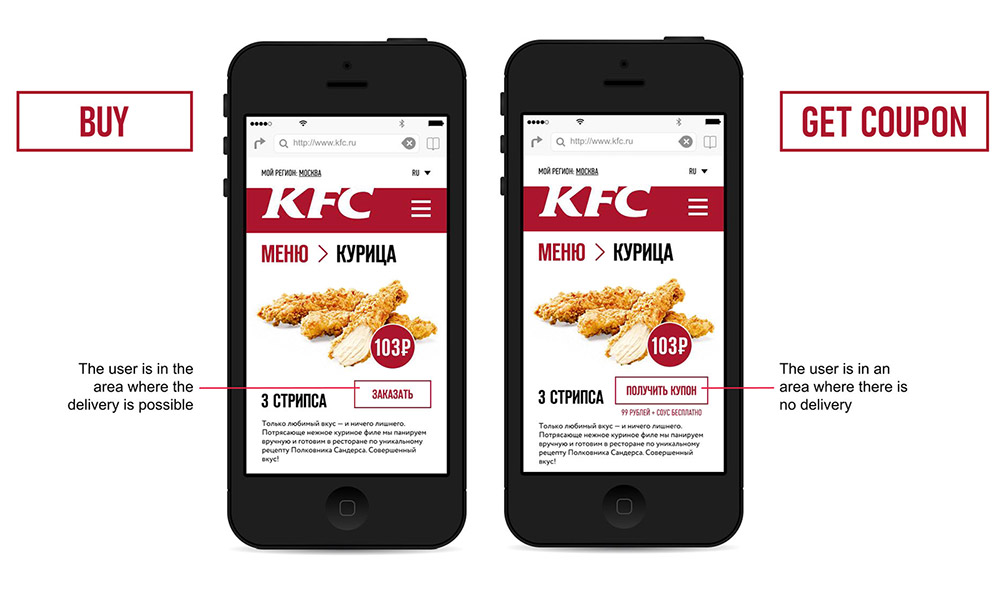 BUY
http://www.kfc.ru
МОЙ РЕГИОН: МОСКВА RU
KFC
МЕНЮ > КУРИЦА
103₽
The user is in the
area where the
delivery is possible
3 СТРИПСА
ЗАКАЗАТЬ
Только любимый вкус – и ничего лишнего.
Потрясающе нежное куриное филе мы панируем
вручную и готовим в ресторане по уникальному
рецепту Полковника Сандерса. Совершенный
вкус!
GET COUPON
http://www.kfc.ru
МОЙ РЕГИОН: МОСКВА RU
KFC
МЕНЮ > КУРИЦА
103₽
The user is in an
area where there is
no delivery
3 СТРИПСА
ПОЛУЧИТЬ КУПОН
99 РУБЛЕЙ + СОУС БЕСПЛАТНО
Только любимый вкус – и ничего лишнего.
Потрясающе нежное куриное филе мы панируем
вручную и готовим в ресторане по уникальному
рецепту Полковника Сандерса. Совершенный
вкус!